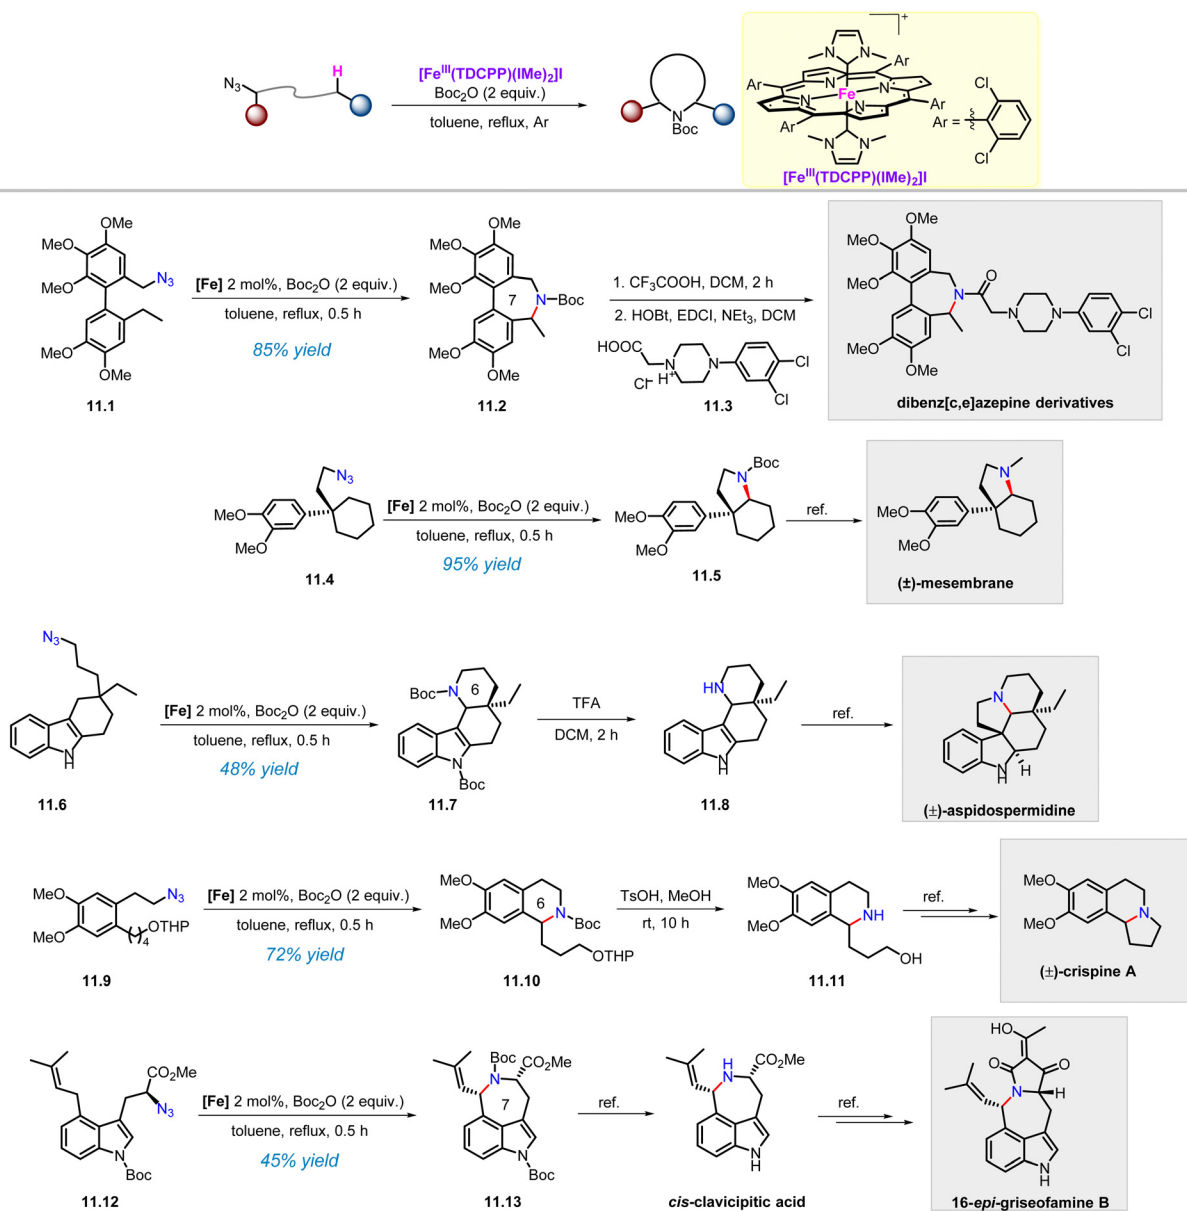 N3
H
[FeIII(TDCPP)(IMe)2]I
Boc2O (2 equiv.)
toluene, reflux, Ar
N
Boc
+
N N
Ar
Ar
N
N
Fe
N
N
Ar
Ar
N N
Ar =
Cl
Cl
[FeIII(TDCPP)(IMe)2]I
OMe
MeO
MeO
N3
MeO
OMe
11.1
[Fe] 2 mol%, Boc2O (2 equiv.)
toluene, reflux, 0.5 h
85% yield
OMe
MeO
MeO
7
N
Boc
MeO
OMe
11.2
1. CF3COOH, DCM, 2 h
2. HOBt, EDCI, NEt3, DCM
HOOC
N
H+
Cl−
N
Cl
Cl
11.3
OMe
MeO
MeO
O
N
N
N
Cl
Cl
MeO
OMe
dibenz[c,e]azepine derivatives
N3
MeO
MeO
11.4
[Fe] 2 mol%, Boc2O (2 equiv.)
toluene, reflux, 0.5 h
95% yield
Boc
N
MeO
MeO
11.5
ref.
N
MeO
MeO
(±)-mesembrane
N3
N
H
11.6
[Fe] 2 mol%, Boc2O (2 equiv.)
toluene, reflux, 0.5 h
48% yield
6
Boc
N
N
Boc
11.7
TFA
DCM, 2 h
HN
N
H
11.8
ref.
N
N
H
H
(±)-aspidospermidine
MeO
N3
MeO
OTHP
4
11.9
[Fe] 2 mol%, Boc2O (2 equiv.)
toluene, reflux, 0.5 h
72% yield
MeO
6
MeO
N
Boc
OTHP
11.10
TsOH, MeOH
rt, 10 h
MeO
MeO
NH
OH
11.11
ref.
MeO
MeO
N
(±)-crispine A
CO2Me
N3
N
Boc
11.12
[Fe] 2 mol%, Boc2O (2 equiv.)
toluene, reflux, 0.5 h
45% yield
Boc
CO2Me
N
7
N
Boc
11.13
ref.
H
N
CO2Me
N
H
cis-clavicipitic acid
ref.
HO
O
O
N
H
N
H
16-epi-griseofamine B